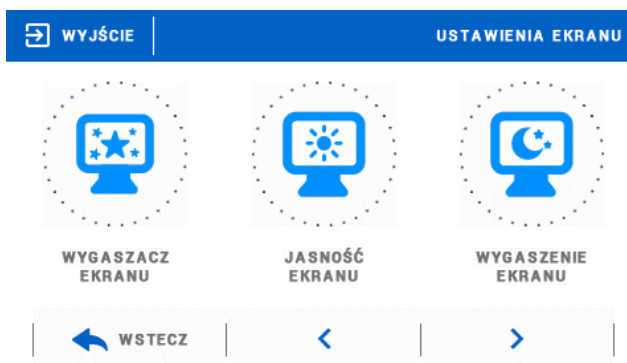 WYJŚCIE
USTAWIENIA EKRANU
WYGASZACZ
EKRANU
JASNOŚĆ
EKRANU
WYGASZENIE
EKRANU
WSTECZ